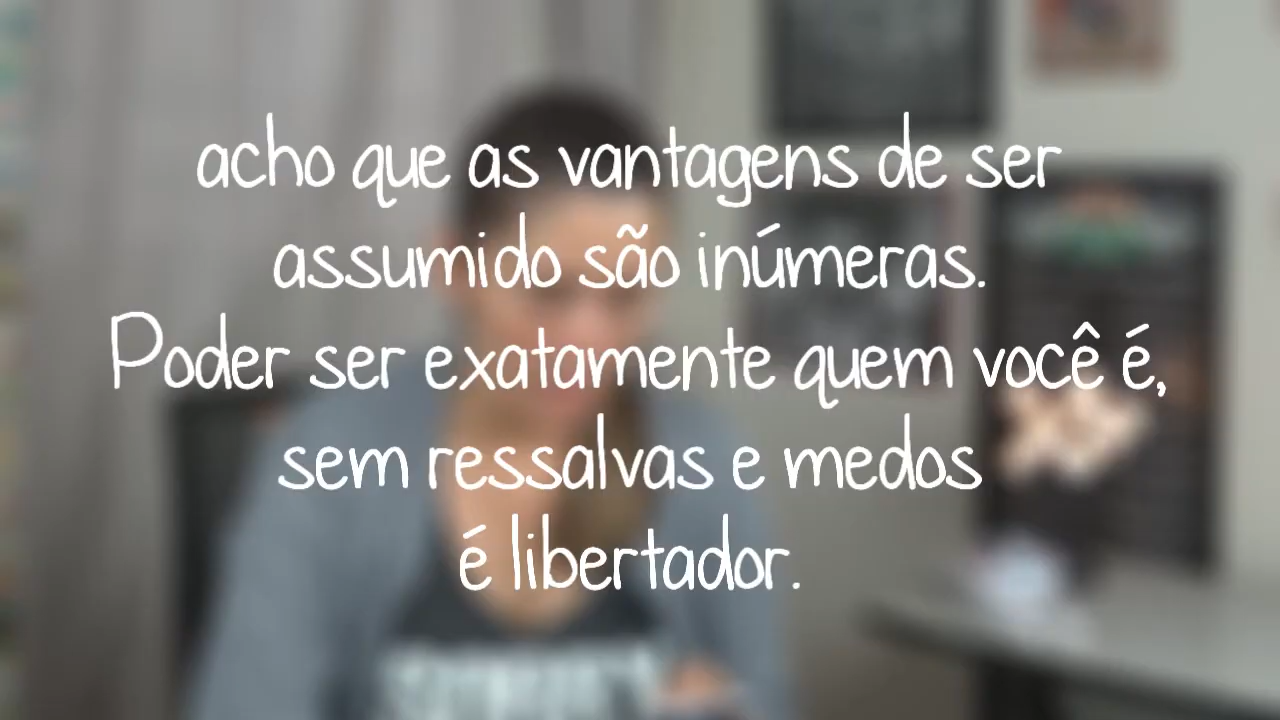 acho que as vantagens de ser
assumido são inúmeras.
Poder ser exatamente quem você é,
sem ressalvas e medos
é libertador.